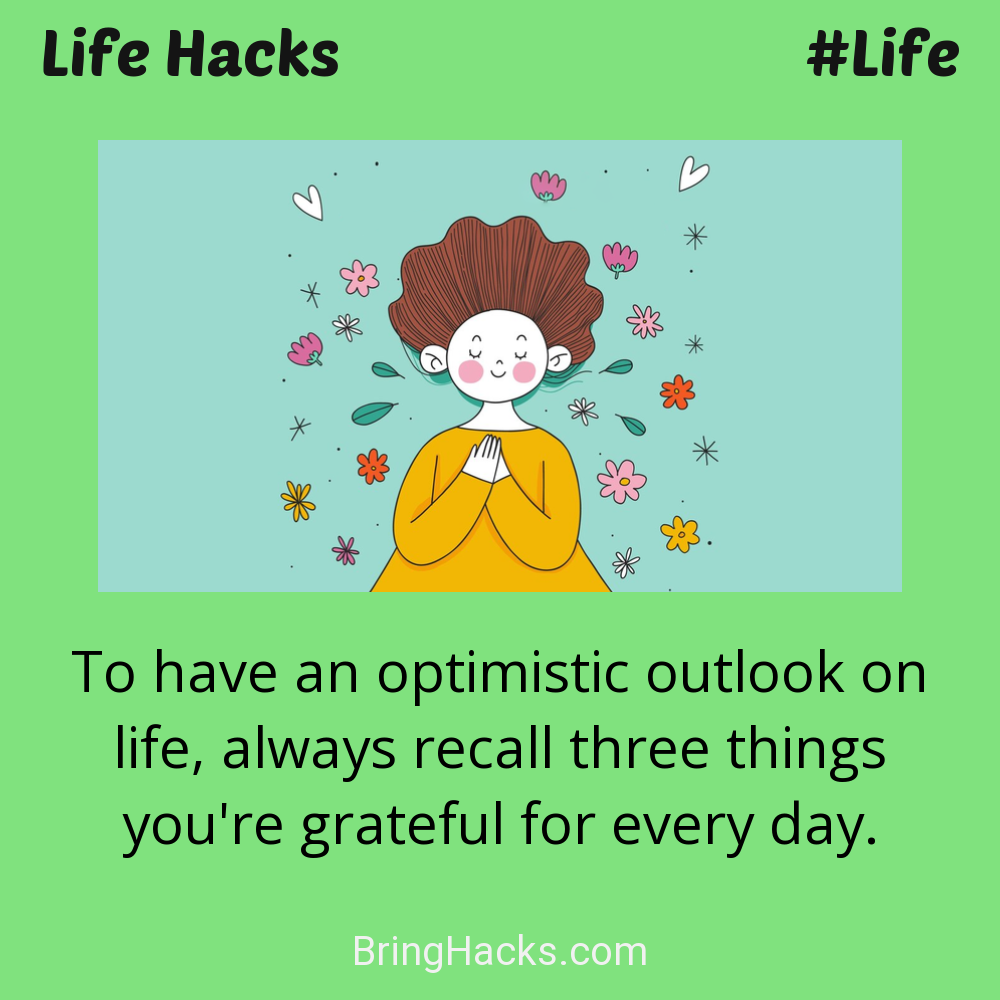 Life Hacks
#Life
To have an optimistic outlook on
life, always recall three things
you're grateful for every day.
BringHacks.com